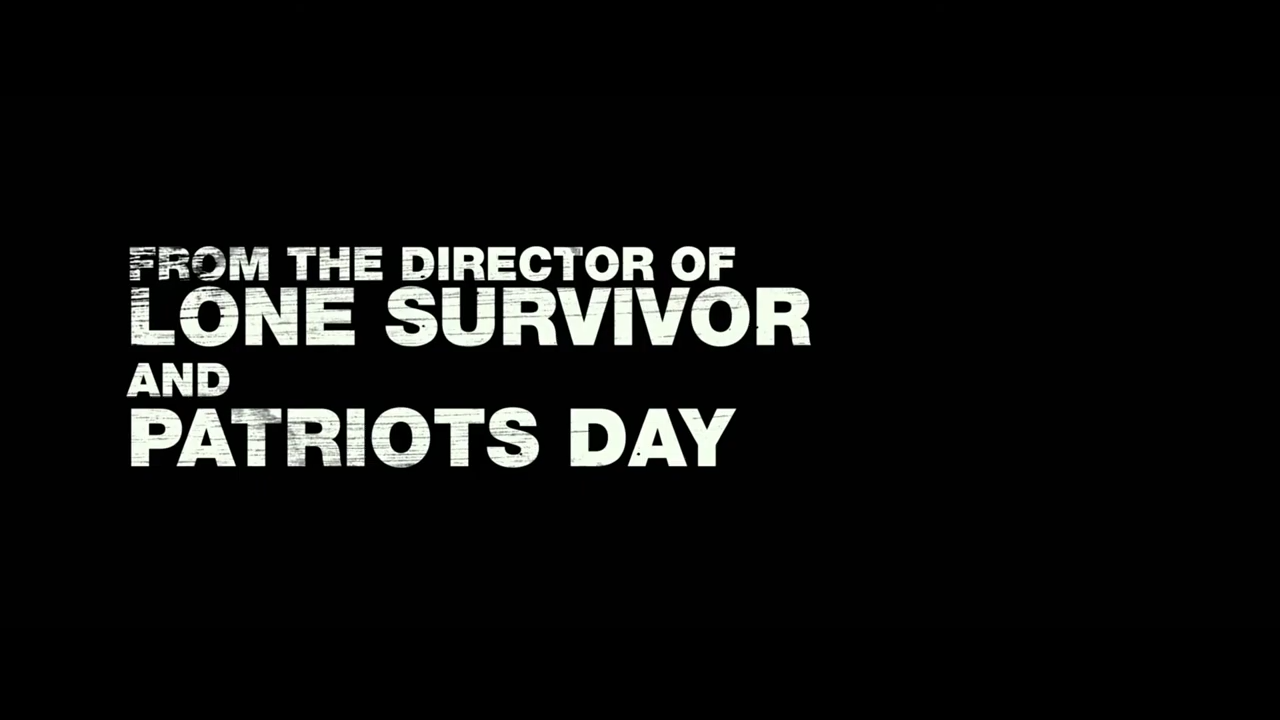 FROM THE DIRECTOR OF
LONE SURVIVOR
AND
PATRIOTS DAY